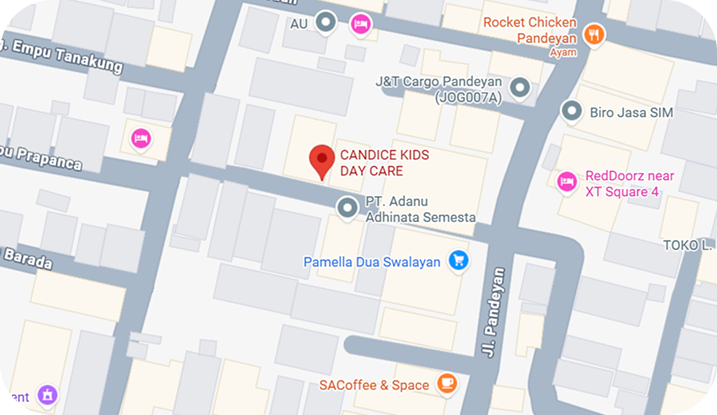 AU
Rocket Chicken
Pandeyan
Ayam
Empu Tanakung
J&T Cargo Pandeyan
(JOG007A)
Biro Jasa SIM
Prapanca
CANDICE KIDS
DAY CARE
RedDoorz near
XT Square 4
PT. Adanu
Adhinata Semesta
TOKO L.
Barada
Pamella Dua Swalayan
Jl. Pandeyan
SACoffee & Space